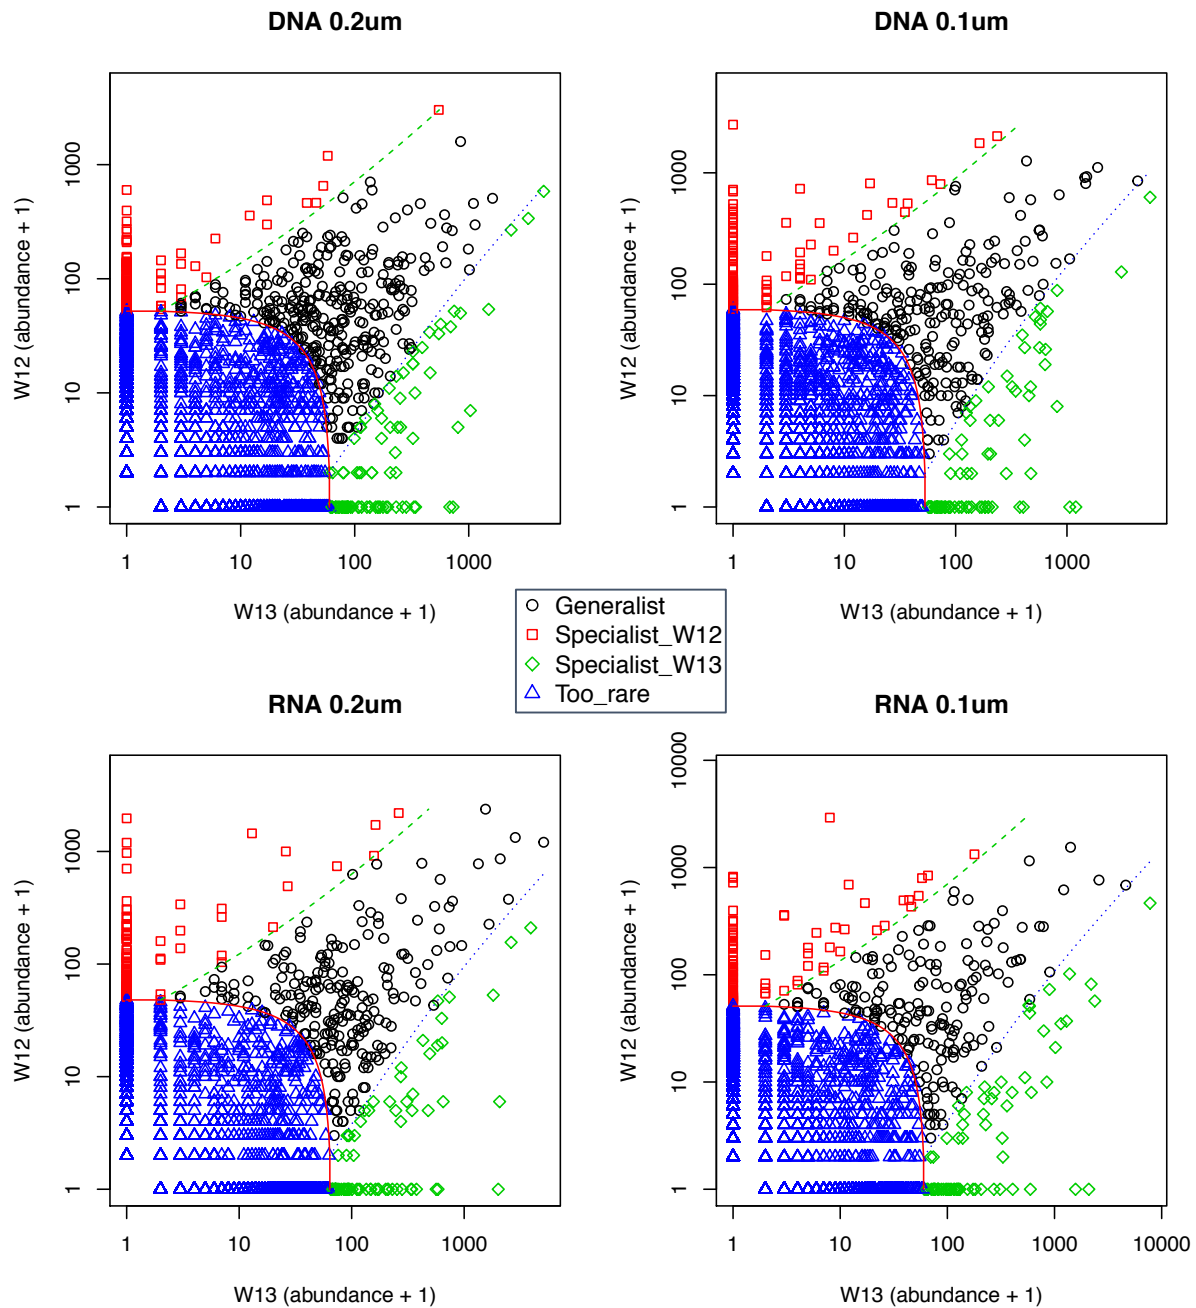 DNA 0.2um
DNA 0.1um
W12 (abundance + 1)
1 10 100 1000
1 10 100 1000
W13 (abundance + 1)
W12 (abundance + 1)
1 10 100 1000
1 10 100 1000
W13 (abundance + 1)
Generalist
Specialist_W12
Specialist_W13
Too_rare
RNA 0.2um
RNA 0.1um
W12 (abundance + 1)
1 10 100 1000
1 10 100 1000
W13 (abundance + 1)
W12 (abundance + 1)
1 10 100 1000 10000
1 10 100 1000 10000
W13 (abundance + 1)